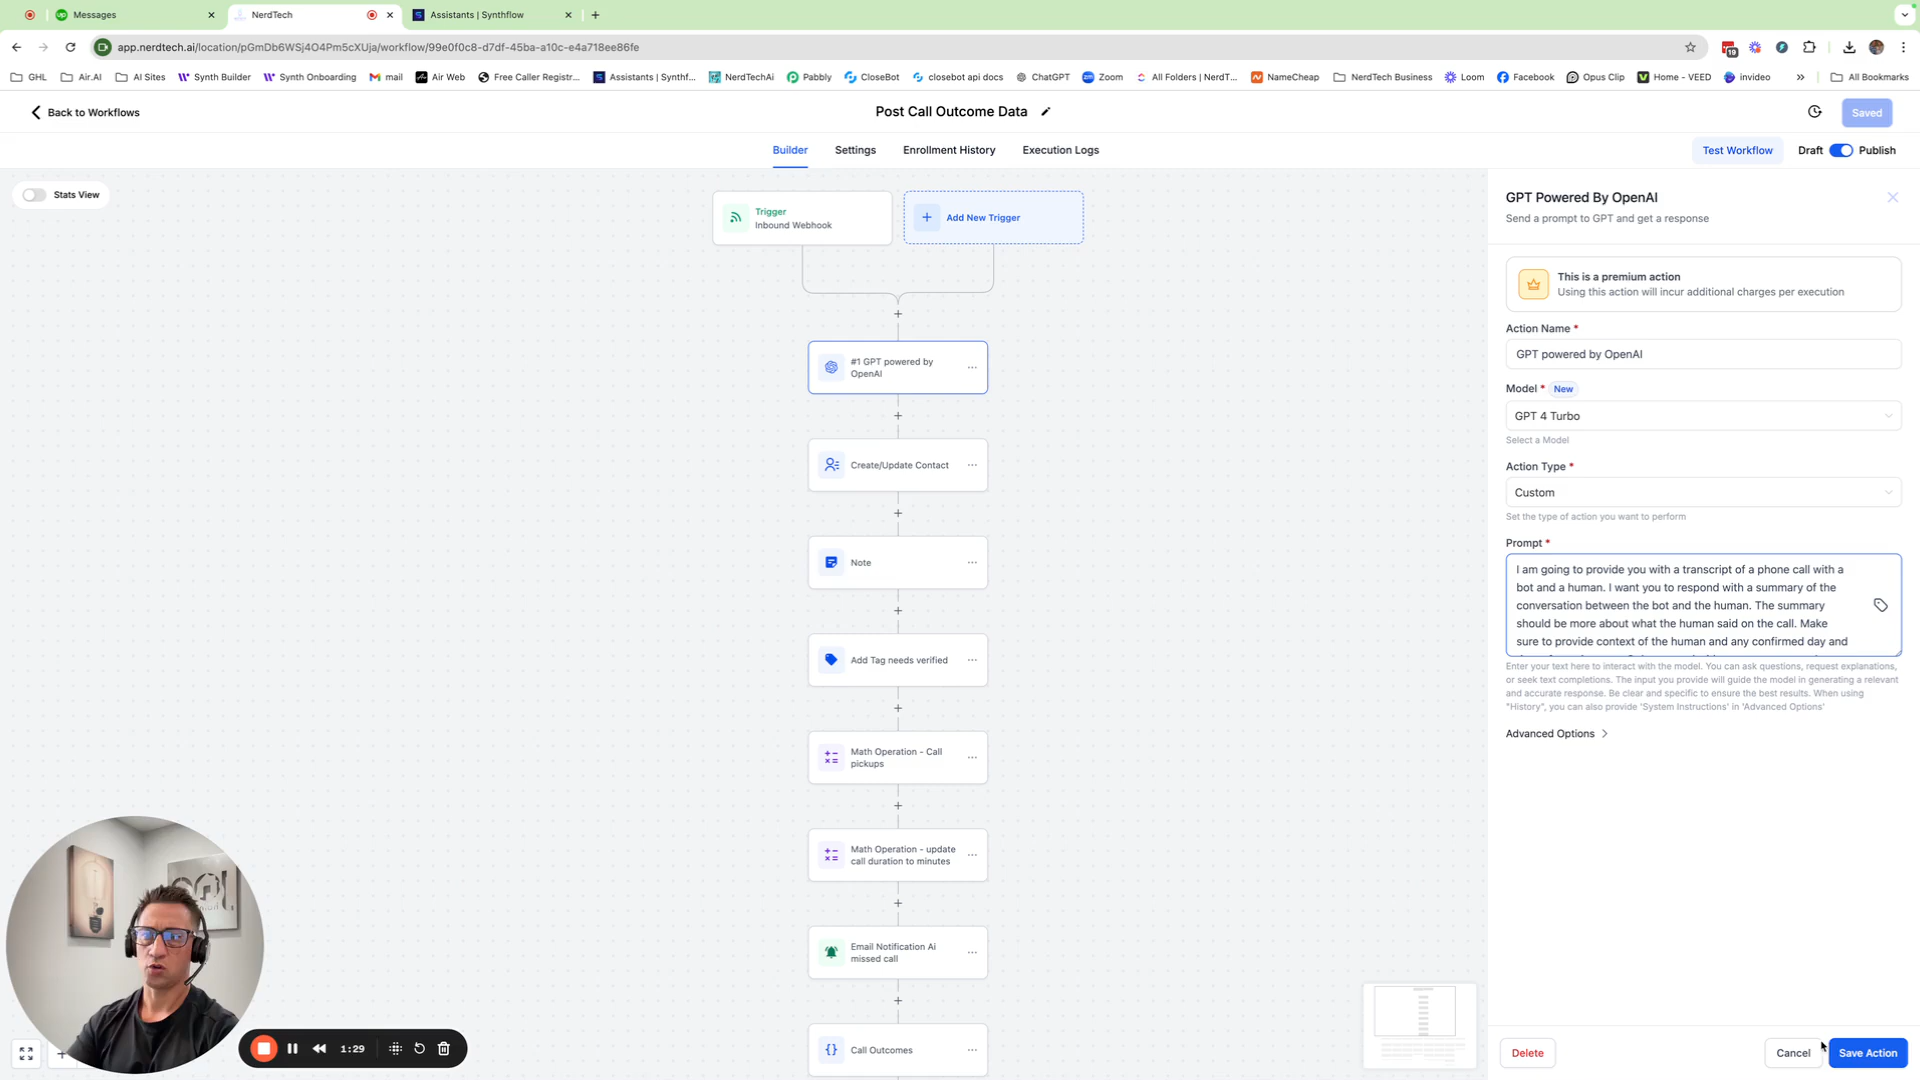 Messages
NerdTech
Assistants | Synthflow
app.nerdtech.ai/location/pGmDb6WSj4O4Pm5cXUja/workflow/99e0f0c8-d7df-45ba-a10c-e4a718ee86fe
19
GHL
Air.AI
AI Sites
Synth Builder
Synth Onboarding
mail
Air Web
Free Caller Registr...
Assistants | Synthf...
NerdTechAi
Pabbly
CloseBot
closebot api docs
ChatGPT
Zoom
All Folders | NerdT...
NameCheap
NerdTech Business
Loom
Facebook
Opus Clip
Home - VEED
invideo
All Bookmarks
Back to Workflows
Post Call Outcome Data
Saved
Builder
Settings
Enrollment History
Execution Logs
Test Workflow
Draft
Publish
Stats View
Trigger
Inbound Webhook
Add New Trigger
#1 GPT powered by
OpenAI
Create/Update Contact
Note
Add Tag needs verified
Math Operation - Call
pickups
Math Operation - update
call duration to minutes
Email Notification Ai
missed call
Call Outcomes
1:29
GPT Powered By OpenAI
Send a prompt to GPT and get a response
This is a premium action
Using this action will incur additional charges per execution
Action Name *
GPT powered by OpenAI
Model * New
GPT 4 Turbo
Select a Model
Action Type *
Custom
Set the type of action you want to perform
Prompt *
I am going to provide you with a transcript of a phone call with a
bot and a human. I want you to respond with a summary of the
conversation between the bot and the human. The summary
should be more about what the human said on the call. Make
sure to provide context of the human and any confirmed day and
Enter your text here to interact with the model. You can ask questions, request explanations,
or seek text completions. The input you provide will guide the model in generating a relevant
and accurate response. Be clear and specific to ensure the best results. When using
"History", you can also provide 'System Instructions' in 'Advanced Options'
Advanced Options
Delete
Cancel
Save Action